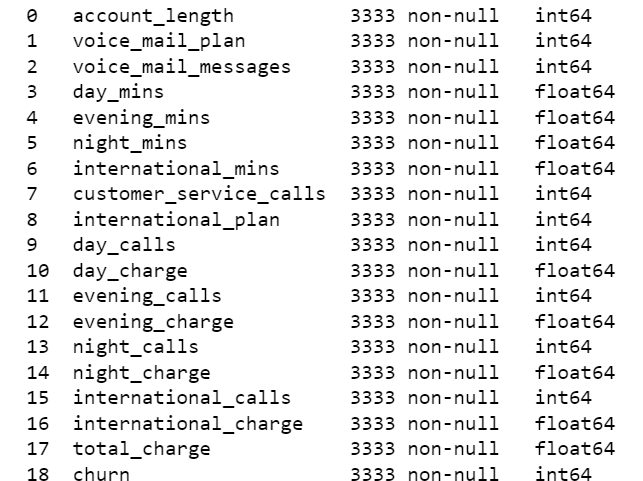 0 account_length 3333 non-null int64
1 voice_mail_plan 3333 non-null int64
2 voice_mail_messages 3333 non-null int64
3 day_mins 3333 non-null float64
4 evening_mins 3333 non-null float64
5 night_mins 3333 non-null float64
6 international_mins 3333 non-null float64
7 customer_service_calls 3333 non-null int64
8 international_plan 3333 non-null int64
9 day_calls 3333 non-null int64
10 day_charge 3333 non-null float64
11 evening_calls 3333 non-null int64
12 evening_charge 3333 non-null float64
13 night_calls 3333 non-null int64
14 night_charge 3333 non-null float64
15 international_calls 3333 non-null int64
16 international_charge 3333 non-null float64
17 total_charge 3333 non-null float64
18 churn 3333 non-null int64